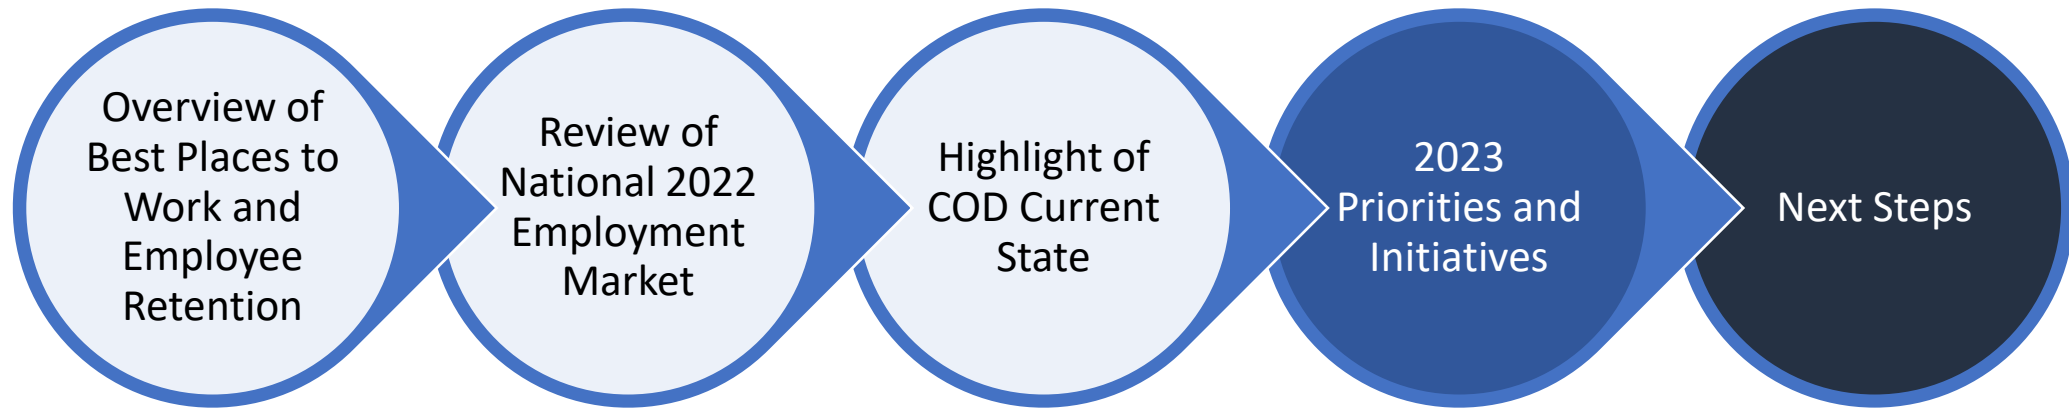 Overview of
Best Places to
Work and
Employee
Retention
Review of
National 2022
Employment
Market
Highlight of
COD Current
State
2023
Priorities and
Initiatives
Next Steps